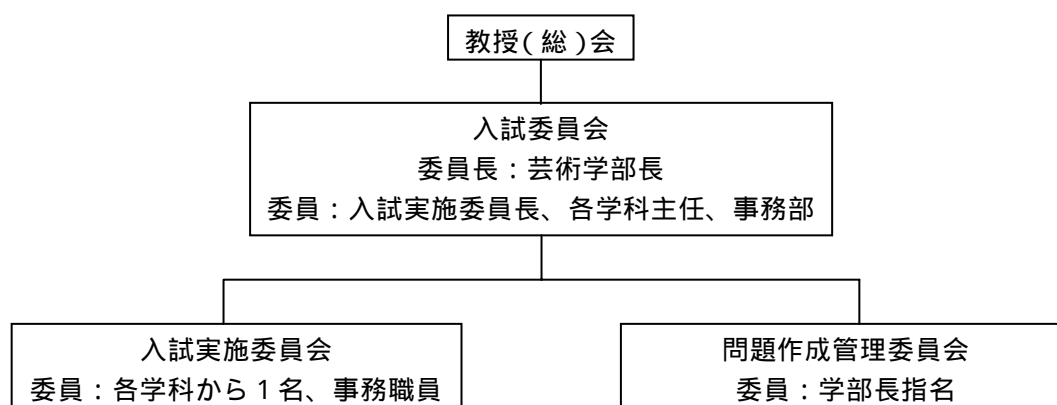 教授(総)会
入試委員会
委員長:芸術学部長
委員:入試実施委員長、各学科主任、事務部
入試実施委員会
委員:各学科から1名、事務職員
問題作成管理委員会
委員:学部長指名